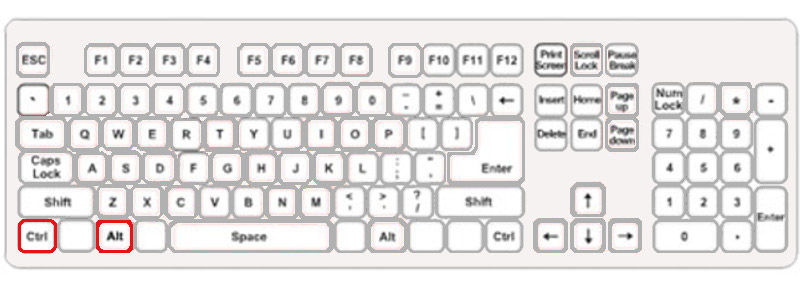 ESC F1 F2 F3 F4 F5 F6 F7 F8 F9 F10 F11 F12 Print Screen Scroll Lock Pause Break
` 1 2 3 4 5 6 7 8 9 0 - - + = \ ← Insert Home Page up Num Lock / * -
Tab Q W E R T Y U I O P [ ] Delete End Page down 7 8 9 +
Caps Lock A S D F G H J K L : ; " , Enter 4 5 6
Shift Z X C V B N M < , > . ? / Shift ↑ 1 2 3 Enter
Ctrl Alt Space Alt Ctrl ← ↓ → 0 .